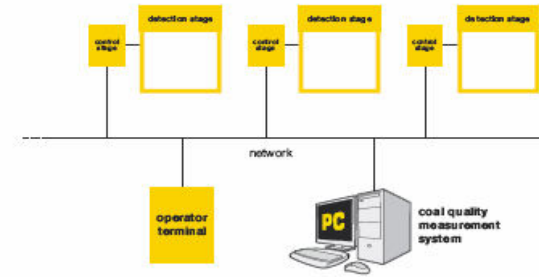 detection stage
detection stage
detection stage
control
stage
control
stage
control
stage
network
operator
terminal
PC
coal quality
measurement
system